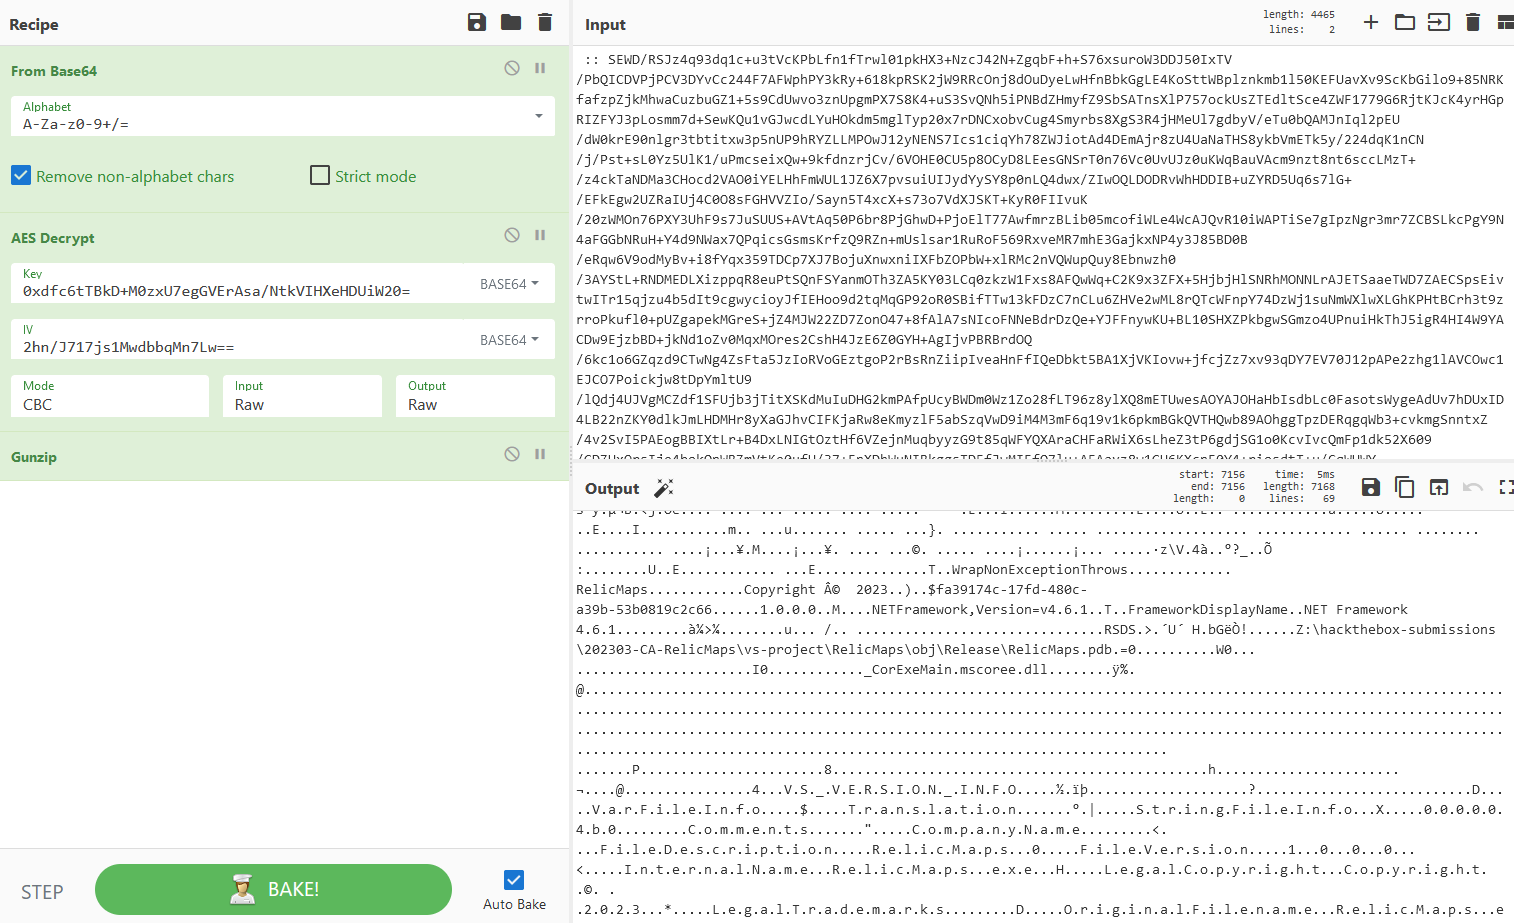 Recipe
From Base64
Alphabet
A-Za-z0-9+/=
Remove non-alphabet chars
Strict mode
AES Decrypt
Key
0xdfc6tTBkD+M0zxU7egGVErAsa/NtkVIHXeHDUiW20=
BASE64
IV
2hn/J717js1MwdbbqMn7Lw==
BASE64
Mode
CBC
Input
Raw
Output
Raw
Gunzip
STEP
BAKE!
Auto Bake
Input
length: 4465
lines: 2
:: SEWD/RSJz4q93dq1c+u3tVcKPbLfn1fTrwl01pkHX3+NzcJ42N+ZgqbF+h+S76xsuroW3DDJ50IxTV
/PbQICDVPjPCV3DYvCc244F7AFWphPY3kRy+618kpRSK2jW9RRcOnj8dOuDyeLwHfnBbkGgLE4KoSttWBplznkmb1l50KEFUavXv9ScKbGilo9+85NRK
fafzpZjkMhwaCuzbuGZ1+5s9CdUwvo3znUpgmPX7S8K4+uS3SvQNh5iPNBdZHmyfZ9SbSATnsXlP757ockUsZTEdltSce4ZWF1779G6RjtKJcK4yrHGp
RIZFYJ3pLosmm7d+SewKQu1vGJwcdLYuHOkdm5mglTyp20x7rDNCxobvCug4Smyrbs8XgS3R4jHMeUl7gdbyV/eTu0bQAMJnIql2pEU
/dW0krE90nlgr3tbtitxw3p5nUP9hRYZLLMPOwJ12yNENS7Ics1ciqYh78ZWJiotAd4DEmAjr8zU4UaNaTHS8ykbVmETk5y/224dqK1nCN
/j/Pst+sL0Yz5UlK1/uPmcseixQw+9kfdnzrjCv/6VOHE0CU5p8OCyD8LEesGNSrT0n76Vc0UvUJz0uKWqBauVAcm9nzt8nt6sccLMzT+
/z4ckTaNDMa3CHocd2VAO0iYELHhFmWUL1JZ6X7pvsuiUIJydYySY8p0nLQ4dwx/ZIwOQLDODRvWhHDDIB+uZYRD5Uq6s7lG+
/EFkEgw2UZRaIUj4C0O8sFGHVVZIo/Sayn5T4xcX+s73o7VdXJSKT+KyR0FIIvuK
/20zWMOn76PXY3UhF9s7JuSUUS+AVtAq50P6br8PjGhwD+PjoElT77AwfmrzBLib05mcofiWLe4WcAJQvR10iWAPTiSe7gIpzNgr3mr7ZCBSLkcPgY9N
4aFGGbNRuH+Y4d9NWax7QPqicsGsmsKrfzQ9RZn+mUslsar1RuRoF569RxveMR7mhE3GajkxNP4y3J85BD0B
/eRqw6V9odMyBv+i8fYqx359TDCp7XJ7BojuXnwxniIXFbZOPbW+xlRMc2nVQWupQuy8Ebnwzh0
/3AYStL+RNDMEDLXizppqR8euPtSQnFSYanmOTh3ZA5KY03LCq0zkzW1Fxs8AFQwWq+C2K9x3ZFX+5HjbjHlSNRhMONNLrAJETSaaeTWD7ZAECSpsEiv
twITr15qjzu4b5dIt9cgwycioyJfIEHoo9d2tqMqGP92oR0SBifTTw13kFDzC7nCLu6ZHVe2wML8rQTcWFnpY74DzWj1suNmWXlwXLGhKPHtBCrh3t9z
rroPkufl0+pUZgapekMGreS+jZ4MJW22ZD7ZonO47+8fAlA7sNIcoFNNeBdrDzQe+YJFFnywKU+BL10SHXZPkbgwSGmzo4UPnuiHkThJ5igR4HI4W9YA
CDw9EjzbBD+jkNd1oZv0MqxMOres2CshH4JzE6Z0GYH+AgIjvPBRBrdOQ
/6kc1o6GZqzd9CTwNg4ZsFta5JzIoRVoGEztgoP2rBsRnZiipIveaHnFfIQeDbkt5BA1XjVKIovw+jfcjZz7xv93qDY7EV70J12pAPe2zhg1lAVCOwc1
EJCO7Poickjw8tDpYmltU9
/lQdj4UJVgMCZdf1SFUjb3jTitXSKdMuIuDHG2kmPAfpUcyBWDm0Wz1Zo28fLT96z8ylXQ8mETUwesAOYAJOHaHbIsdbLc0FasotsWygeAdUv7hDUxID
4LB22nZKY0dlkJmLHDMHr8yXaGJhvCIFKjaRw8eKmyzlF5abSzqVwD9iM4M3mF6q19v1k6pkmBGkQVTHQwb89AOhggTpzDERqgqWb3+cvkmgSnntxZ
/4v2SvI5PAEogBBIXtLr+B4DxLNIGtOztHf6VZejnMuqbyyzG9t85qWFYQXAraCHFaRWiX6sLheZ3tP6gdjSG1o0KcvIvcQmFp1dk52X609
Output
start: 7156
end: 7156
length: 0
time: 5ms
length: 7168
lines: 69
..E....I...........m.. ...u....... ..... ...}. ........... ..... ................... ............ ....... ........
........... ....¡...¥.M....¡...¥. .... ...©. ..... ....¡......¡... .....·z\V.4à..º?_..Õ
:........U..E............ ...E..............T..WrapNonExceptionThrows.............
RelicMaps............Copyright Â©  2023..)..$fa39174c-17fd-480c-
a39b-53b0819c2c66......1.0.0.0..M....NETFramework,Version=v4.6.1..T..FrameworkDisplayName..NET Framework
4.6.1.........à¾>¾........u... /.. ...............................RSDS.>.´U´ H.bGëÒ!......Z:\hackthebox-submissions
\202303-CA-RelicMaps\vs-project\RelicMaps\obj\Release\RelicMaps.pdb.=0..........W0...
......................I0............_CorExeMain.mscoree.dll........ÿ%.
.......P.......................8...............................................h.......................
¬....@................4...V.S._.V.E.R.S.I.O.N._.I.N.F.O.....½.ïþ....................?...........................D...
..V.a.r.F.i.l.e.I.n.f.o.....$.....T.r.a.n.s.l.a.t.i.o.n.......°.|.....S.t.r.i.n.g.F.i.l.e.I.n.f.o...X.....0.0.0.0.0.
4.b.0.........C.o.m.m.e.n.t.s.......".....C.o.m.p.a.n.y.N.a.m.e.........<.
...F.i.l.e.D.e.s.c.r.i.p.t.i.o.n.....R.e.l.i.c.M.a.p.s...0.....F.i.l.e.V.e.r.s.i.o.n.....1...0...0...0...
<.....I.n.t.e.r.n.a.l.N.a.m.e...R.e.l.i.c.M.a.p.s...e.x.e...H.....L.e.g.a.l.C.o.p.y.r.i.g.h.t...C.o.p.y.r.i.g.h.t.
.©. .
.2.0.2.3...*.....L.e.g.a.l.T.r.a.d.e.m.a.r.k.s.........D.....O.r.i.g.i.n.a.l.F.i.l.e.n.a.m.e...R.e.l.i.c.M.a.p.s...e